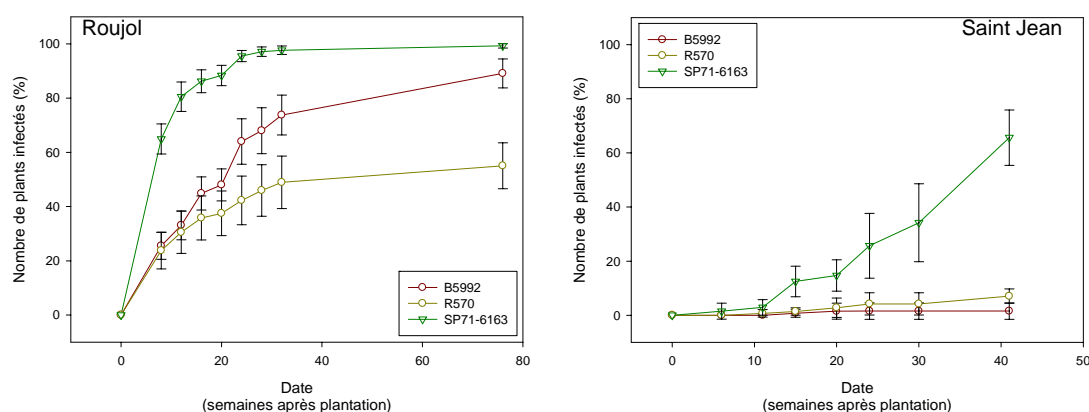 Roujol
Nombre de plants infectés (%)
100
80
60
40
20
0
B5992
R570
SP71-6163
0 20 40 60 80
Date
(semaines après plantation)
Saint Jean
Nombre de plants infectés (%)
100
80
60
40
20
0
B5992
R570
SP71-6163
0 10 20 30 40 50
Date
(semaines après plantation)